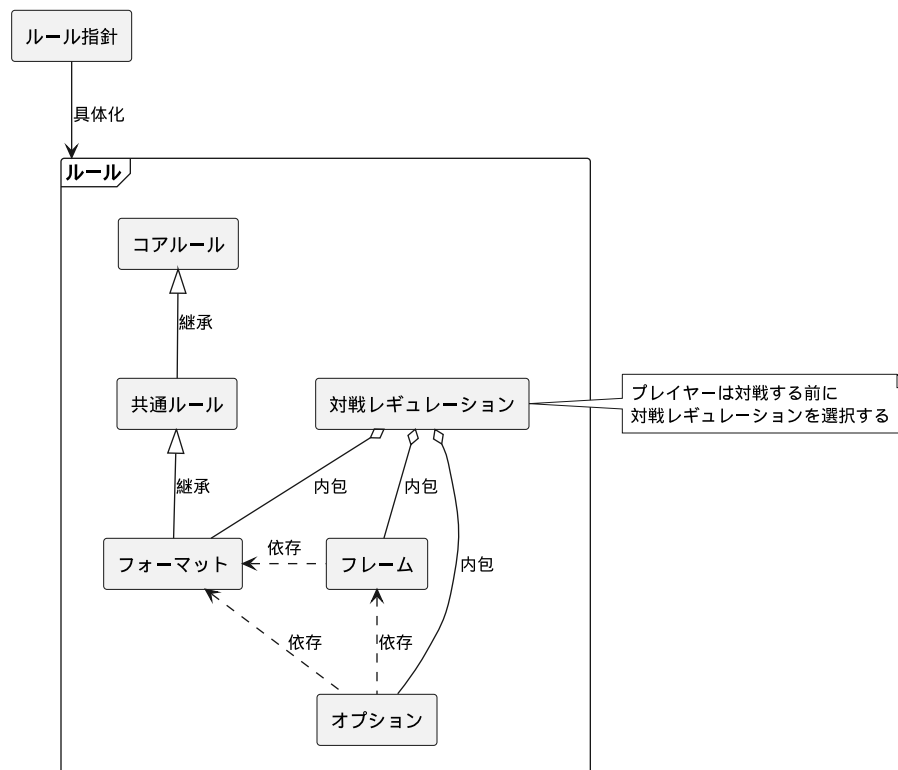 ルール指針
具体化
ルール
コアルール
継承
共通ルール
対戦レギュレーション
プレイヤーは対戦する前に
対戦レギュレーションを選択する
継承
内包
内包
フォーマット
依存
フレーム
内包
依存
依存
オプション